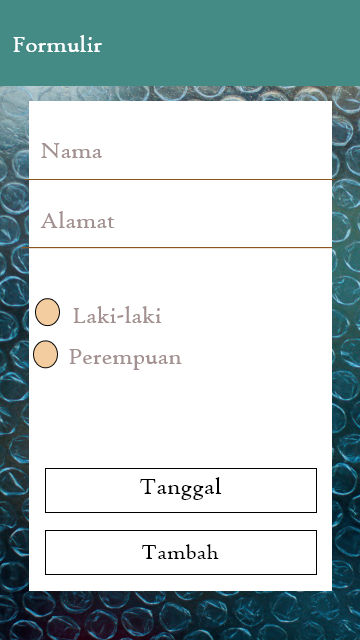 Formulir
Nama
Alamat
Laki-laki
Perempuan
Tanggal
Tambah